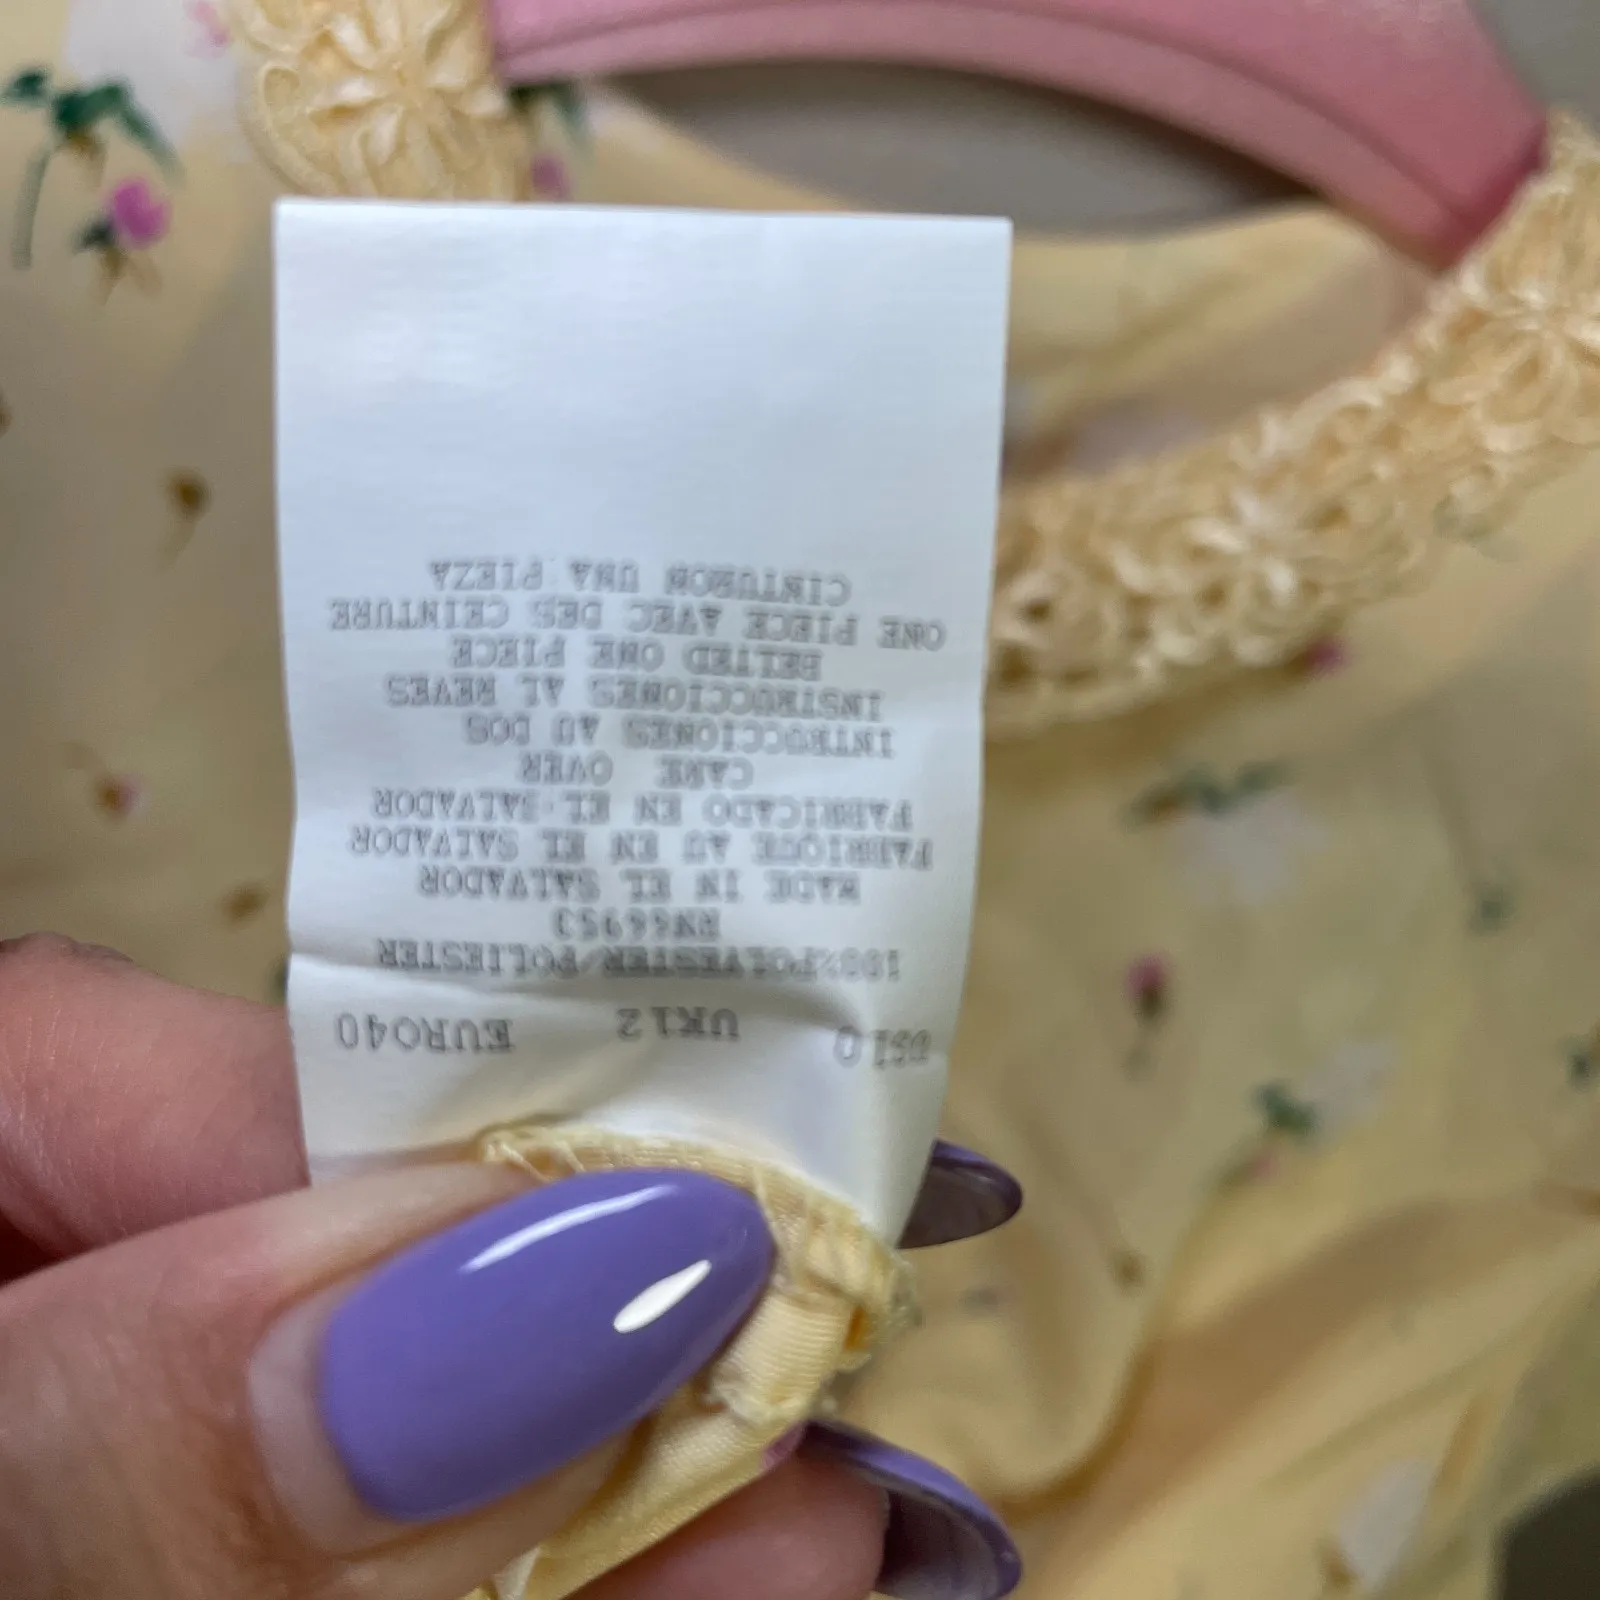 US10 UK12 EURO40
100%POLYESTER/POLIESTER
RN66953
MADE IN EL SALVADOR
FABRIQUE AU EN EL SALVADOR
FABRICADO EN EL SALVADOR
CARE OVER
INTRUCCIONES AU DOS
INSTRUCCIONES AL REVES
BELTED ONE PIECE
ONE PIECE AVEC DES CEINTURE
CINTURON UNA PIEZA